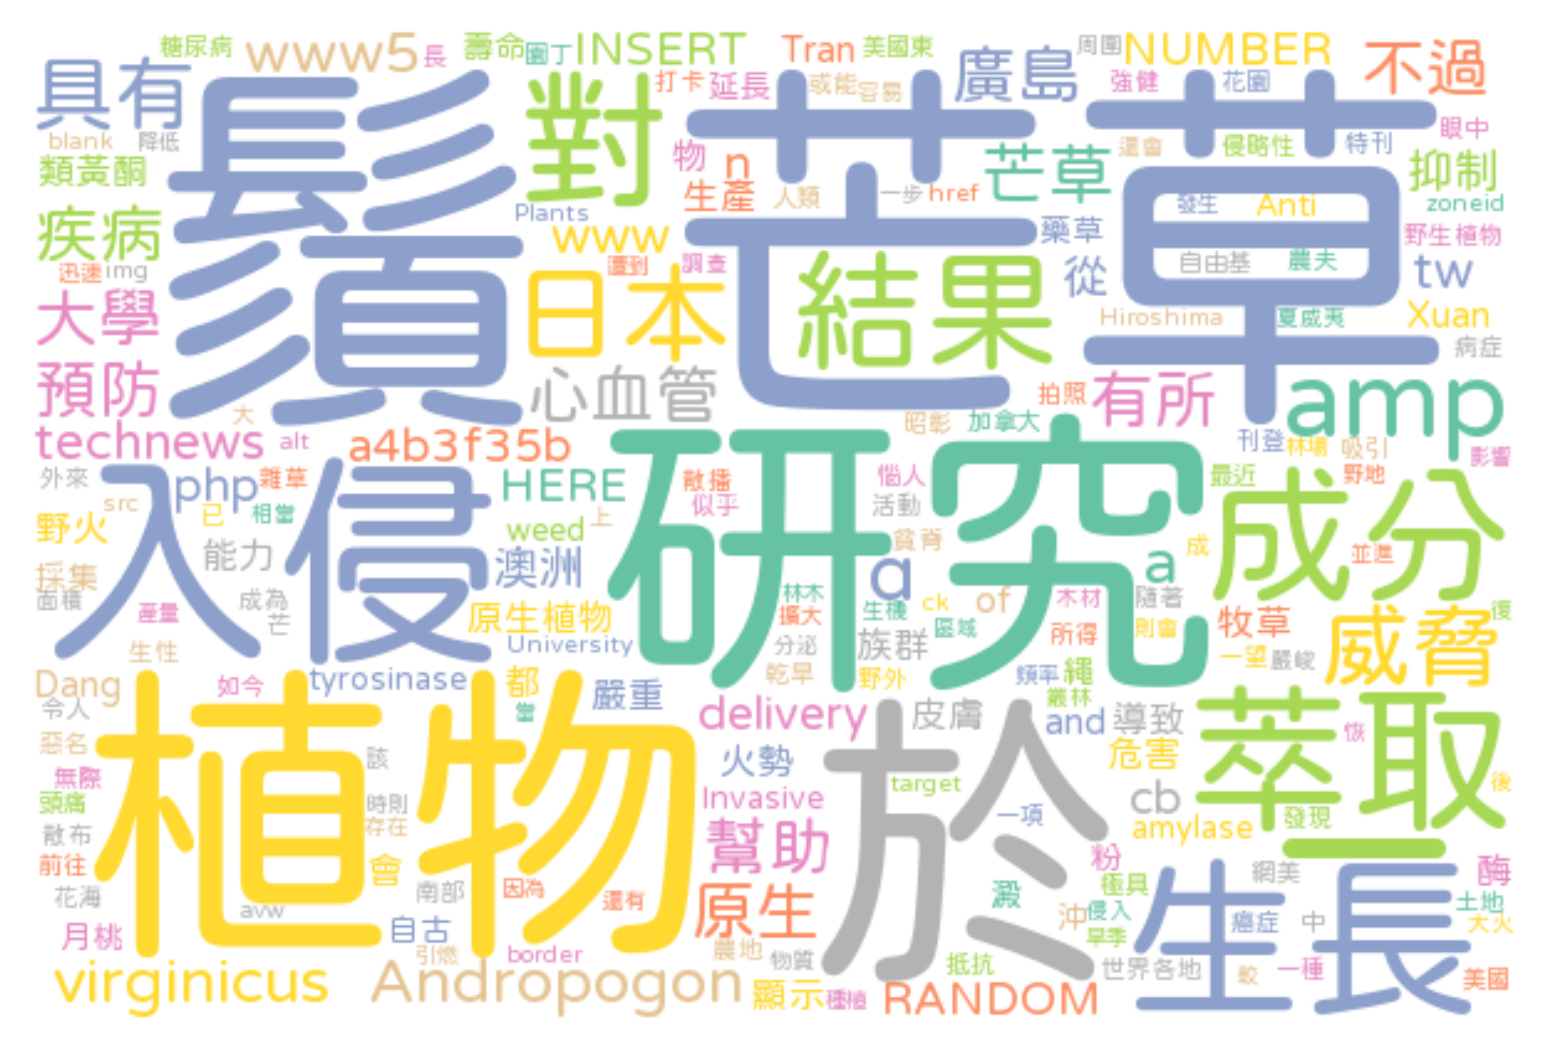 糖尿病 www5 長 壽命 園丁 INSERT Tran 美國東 周圍 NUMBER 不過
具有 打卡 延長 或能 容易 廣島 強健 花園
blank 降低 鬚芒草 對 眼中
類黃酮 物 n 芒草 還會 侵略性 特刊 抑制
疾病 生產 人類 一步 href 發生 Anti zoneid
Plants www 藥草 野生植物
迅速 img 遭到 調查 從 自由基 農夫 tw
大學 日本 結果 Hiroshima 夏威夷 Xuan
預防 心血管 病症
拍照 有所 amp
大 昭彰 加拿大
technews alt a4b3f35b 刊登 林場 吸引 影響
外來 入侵 php 雜草 HERE 研究 散播 惱人 最近 野地 成分
src 已 相當 似乎 活動
野火 weed 上 貧脊 成 並進
能力 澳洲 a a
採集 林木
面積 產量 成為 原生植物 擴大 生機 ck of 木材 隨著 復
芒 University 分泌 族群 區域 所得 則會 牧草 威脅
生性 乾旱 一望 嚴峻
Dang 如今 tyrosinase 都 嚴重 野外 頻率 繩
令人 當 delivery 皮膚 叢林 and 導致 萃取
惡名 植物 該 火勢 於 危害 恢
無際 target 後
頭痛 時則 Invasive cb
散布 存在 一項 amylase 發現
前往 會 幫助 粉
花海 南部 因為 還有 澱 極具 網美 酶
avw 原生 沖 侵入 生長 土地
月桃 自古 早季 癌症 中 大火
引燃 border 農地 物質 抵抗 世界各地 較 一種 美國
virginicus Andropogon 顯示 種植 RANDOM